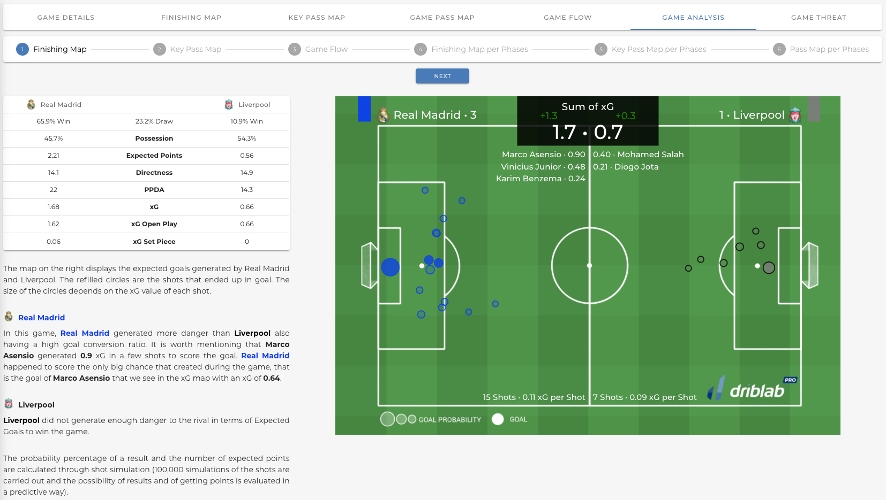 GAME DETAILS FINISHING MAP KEY PASS MAP GAME PASS MAP GAME FLOW GAME ANALYSIS GAME THREAT
1 Finishing Map 2 Key Pass Map 3 Game Flow 4 Finishing Map per Phases 5 Key Pass Map per Phases 6 Pass Map per Phases
NEXT
Real Madrid Liverpool
65.9% Win 23.2% Draw 10.9% Win
45.7% Possession 54.3%
2.21 Expected Points 0.56
14.1 Directness 14.9
22 PPDA 14.3
1.68 xG 0.66
1.62 xG Open Play 0.66
0.06 xG Set Piece 0
The map on the right displays the expected goals generated by Real Madrid
and Liverpool. The refilled circles are the shots that ended up in goal. The
size of the circles depends on the xG value of each shot.
Real Madrid
In this game, Real Madrid generated more danger than Liverpool also
having a high goal conversion ratio. It is worth mentioning that Marco
Asensio generated 0.9 xG in a few shots to score the goal. Real Madrid
happened to score the only big chance that created during the game, that
is the goal of Marco Asensio that we see in the xG map with an xG of 0.64.
Liverpool
Liverpool did not generate enough danger to the rival in terms of Expected
Goals to win the game.
The probability percentage of a result and the number of expected points
are calculated through shot simulation (100.000 simulations of the shots are
carried out and the possibility of results and of getting points is evaluated in
a predictive way).
Real Madrid • 3
Sum of xG
+1.3 +0.3
1.7 • 0.7
1 • Liverpool
Marco Asensio • 0.90 0.40 • Mohamed Salah
Vinicius Junior • 0.48 0.21 • Diogo Jota
Karim Benzema • 0.24
15 Shots • 0.11 xG per Shot 7 Shots • 0.09 xG per Shot
driblab PRO
GOAL PROBABILITY GOAL